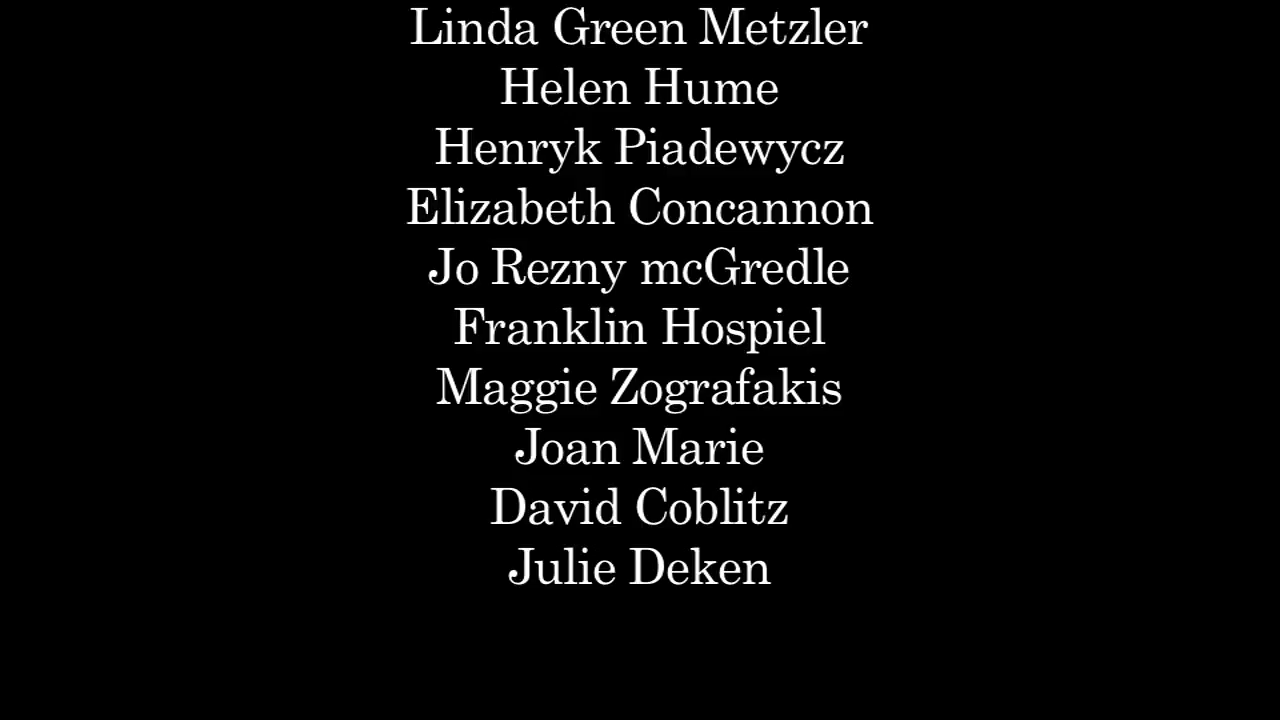 Linda Green Metzler
Helen Hume
Henryk Piadewycz
Elizabeth Concannon
Jo Rezny mcGredle
Franklin Hospiel
Maggie Zografakis
Joan Marie
David Coblitz
Julie Deken